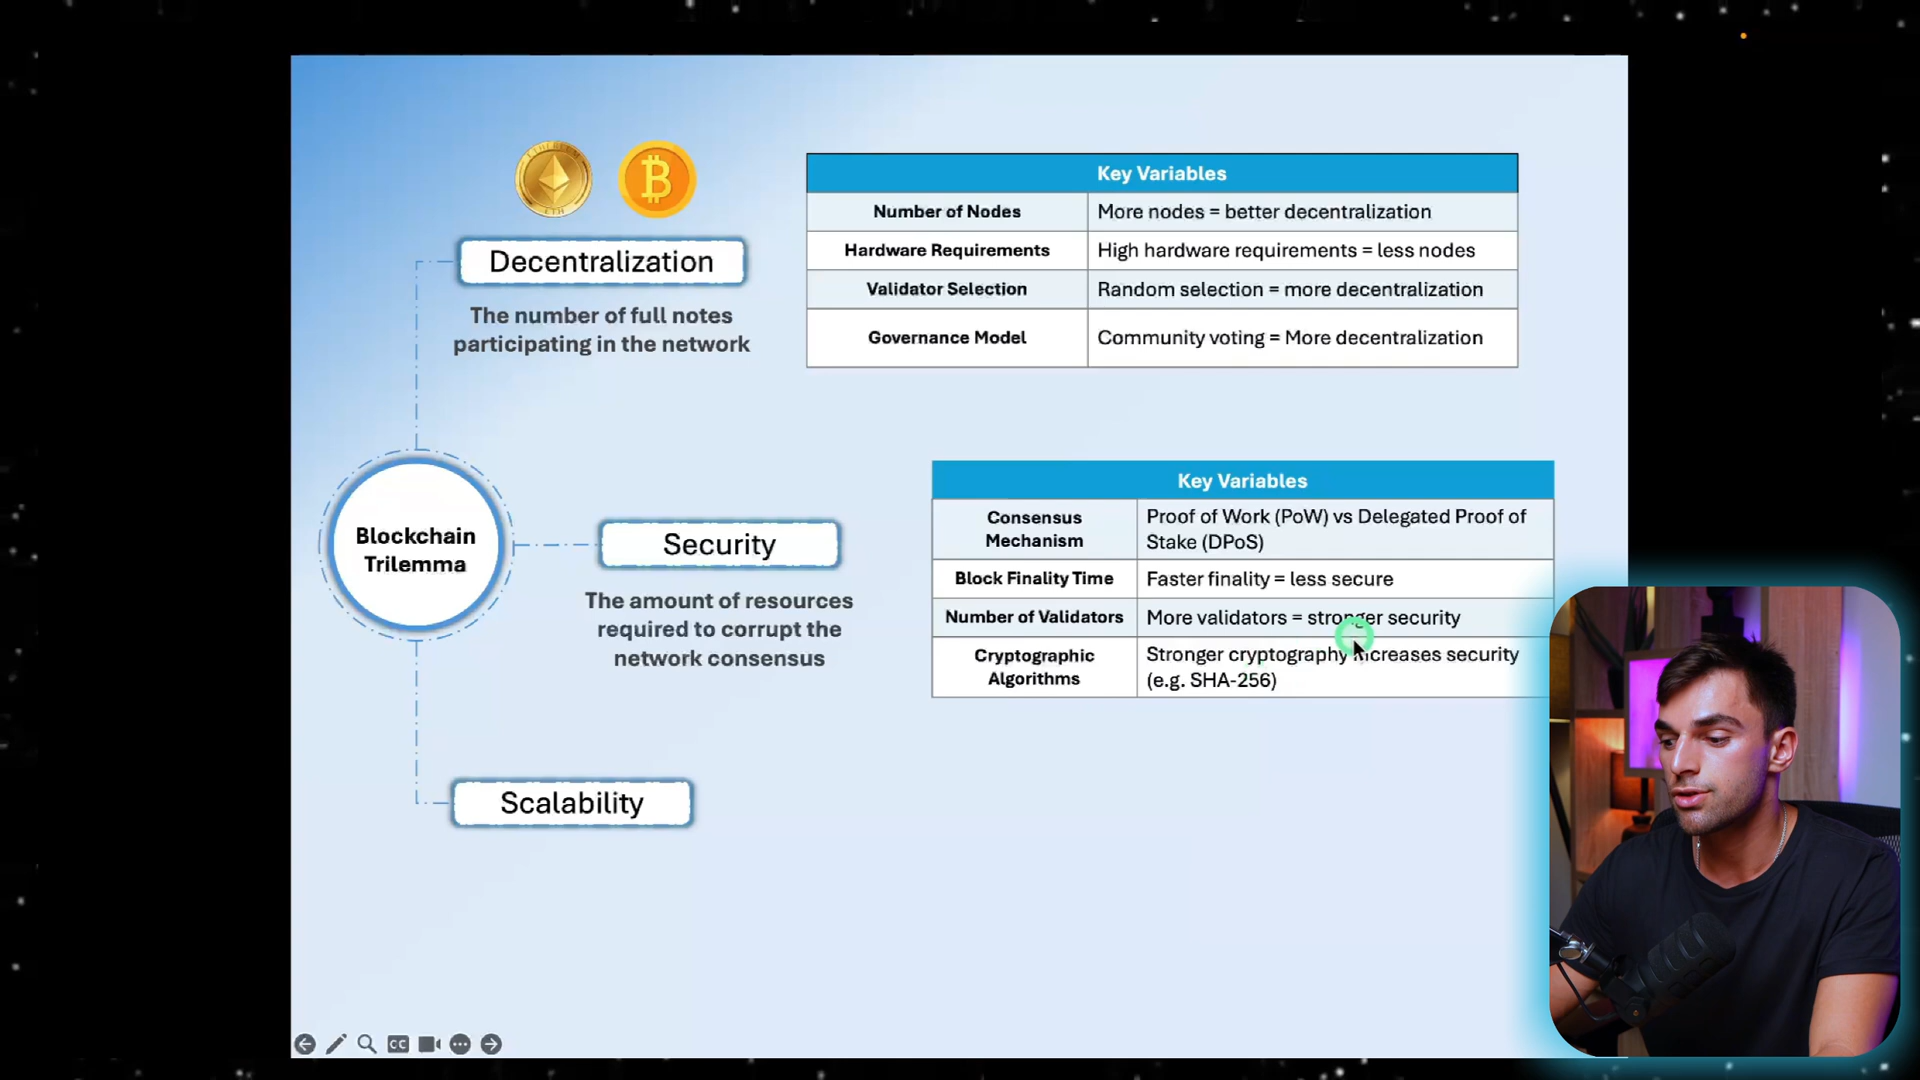 ETHEREUM
ETH
Decentralization
The number of full notes
participating in the network
Key Variables
Number of Nodes
More nodes = better decentralization
Hardware Requirements
High hardware requirements = less nodes
Validator Selection
Random selection = more decentralization
Governance Model
Community voting = More decentralization
Blockchain
Trilemma
Security
The amount of resources
required to corrupt the
network consensus
Key Variables
Consensus
Mechanism
Proof of Work (PoW) vs Delegated Proof of
Stake (DPoS)
Block Finality Time
Faster finality = less secure
Number of Validators
More validators = stronger security
Cryptographic
Algorithms
Stronger cryptography increases security
(e.g. SHA-256)
Scalability
CC